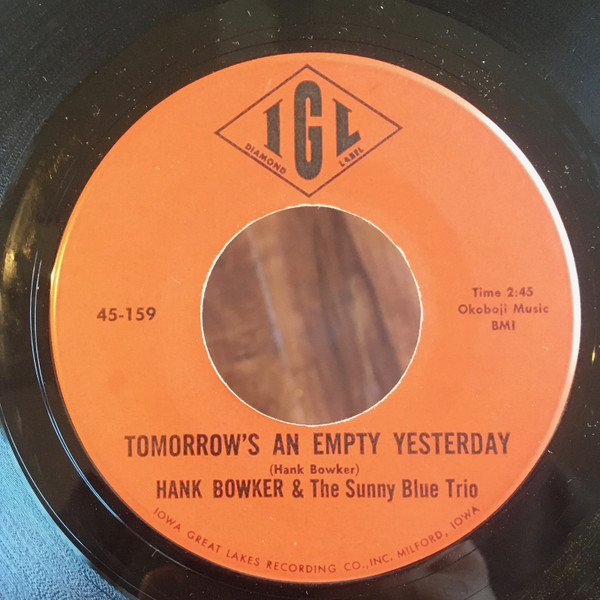 IGL
DIAMOND LABEL
45-159
Time 2:45
Okoboji Music
BMI
TOMORROW'S AN EMPTY YESTERDAY
(Hank Bowker)
HANK BOWKER & The Sunny Blue Trio
IOWA GREAT LAKES RECORDING CO., INC. MILFORD, IOWA